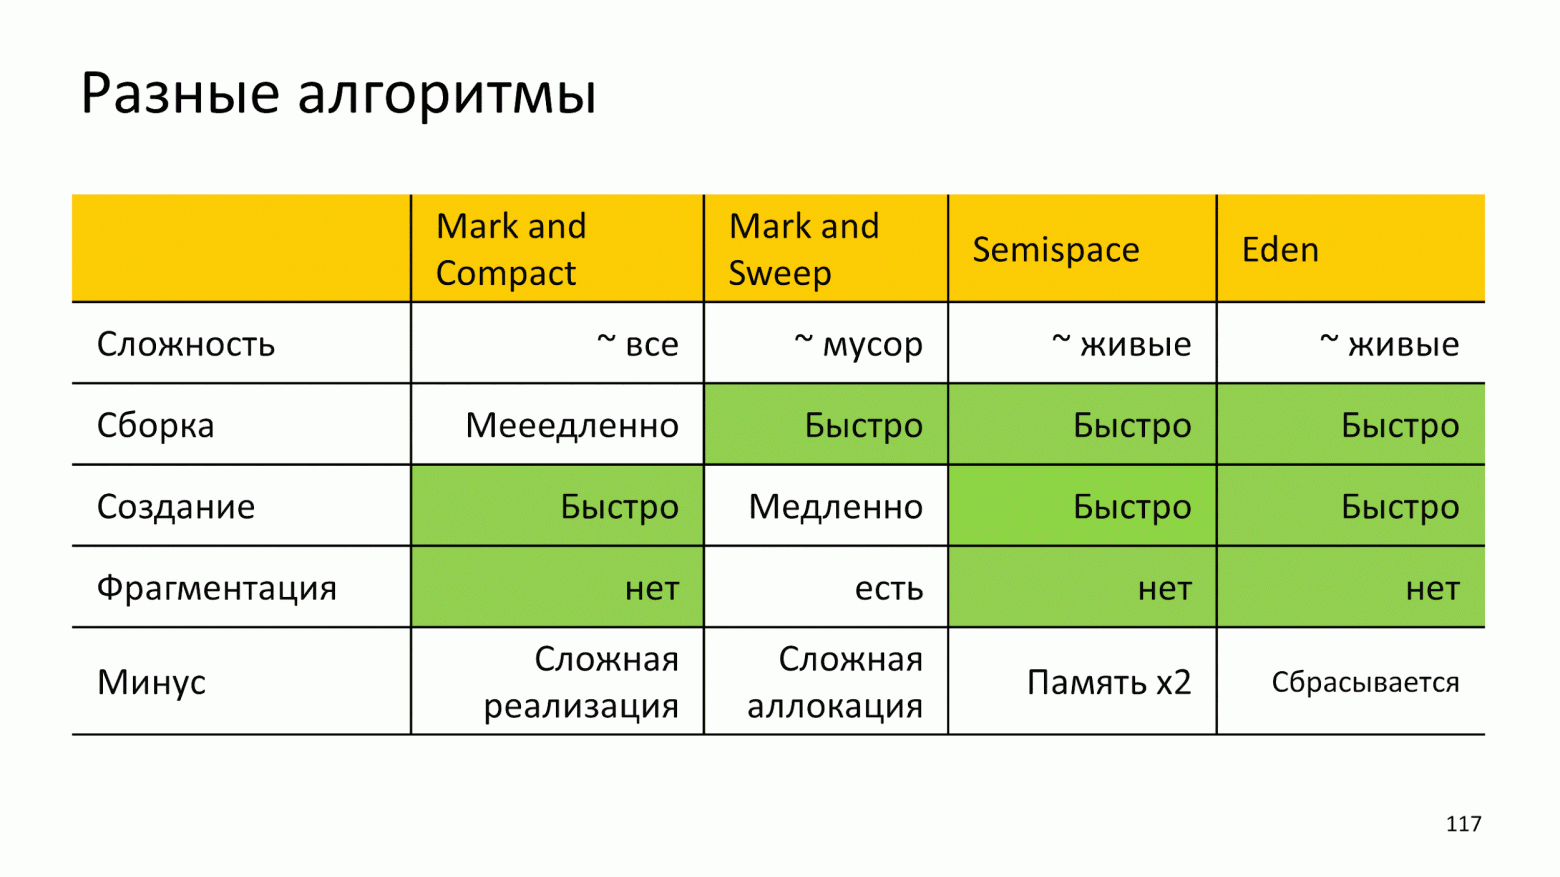 Разные алгоритмы
Mark and
Compact
Mark and
Sweep
Semispace
Eden
Сложность
~ все
~ мусор
~ живые
~ живые
Сборка
Мееедленно
Быстро
Быстро
Быстро
Создание
Быстро
Медленно
Быстро
Быстро
Фрагментация
нет
есть
нет
нет
Минус
Сложная
реализация
Сложная
аллокация
Память x2
Сбрасывается
117